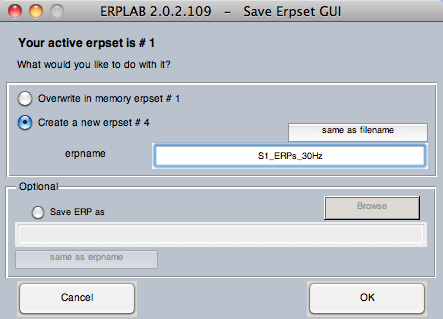 ERPLAB 2.0.2.109 - Save Erpset GUI
Your active erpset is # 1
What would you like to do with it?
Overwrite in memory erpset # 1
Create a new erpset # 4
same as filename
erpname
S1_ERPs_30Hz
Optional
Save ERP as
Browse
same as erpname
Cancel
OK